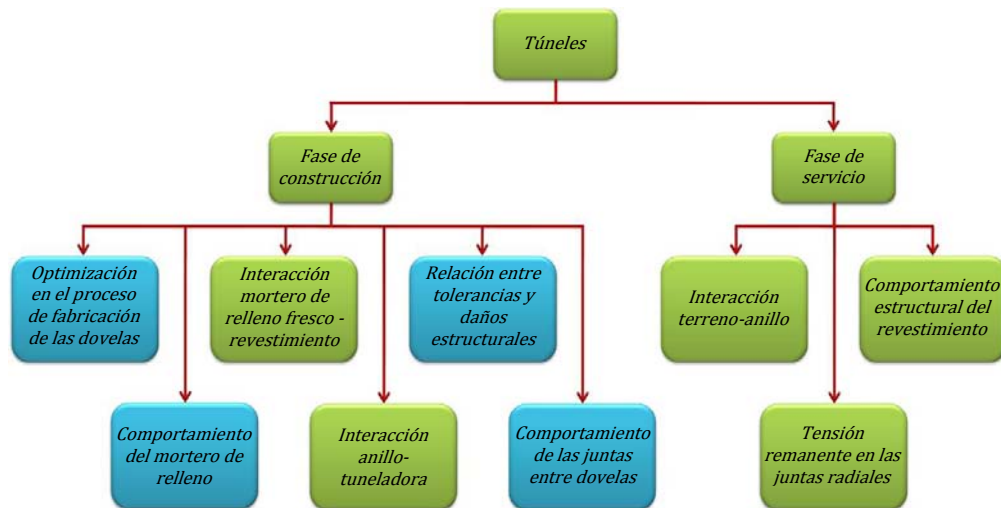 Túneles
Fase de
construcción
Fase de
servicio
Optimización
en el proceso
de fabricación
de las dovelas
Interacción
mortero de
relleno fresco -
revestimiento
Relación entre
tolerancias y
daños
estructurales
Interacción
terreno-anillo
Comportamiento
estructural del
revestimiento
Comportamiento
del mortero de
relleno
Interacción
anillo-
tuneladora
Comportamiento
de las juntas
entre dovelas
Tensión
remanente en las
juntas radiales